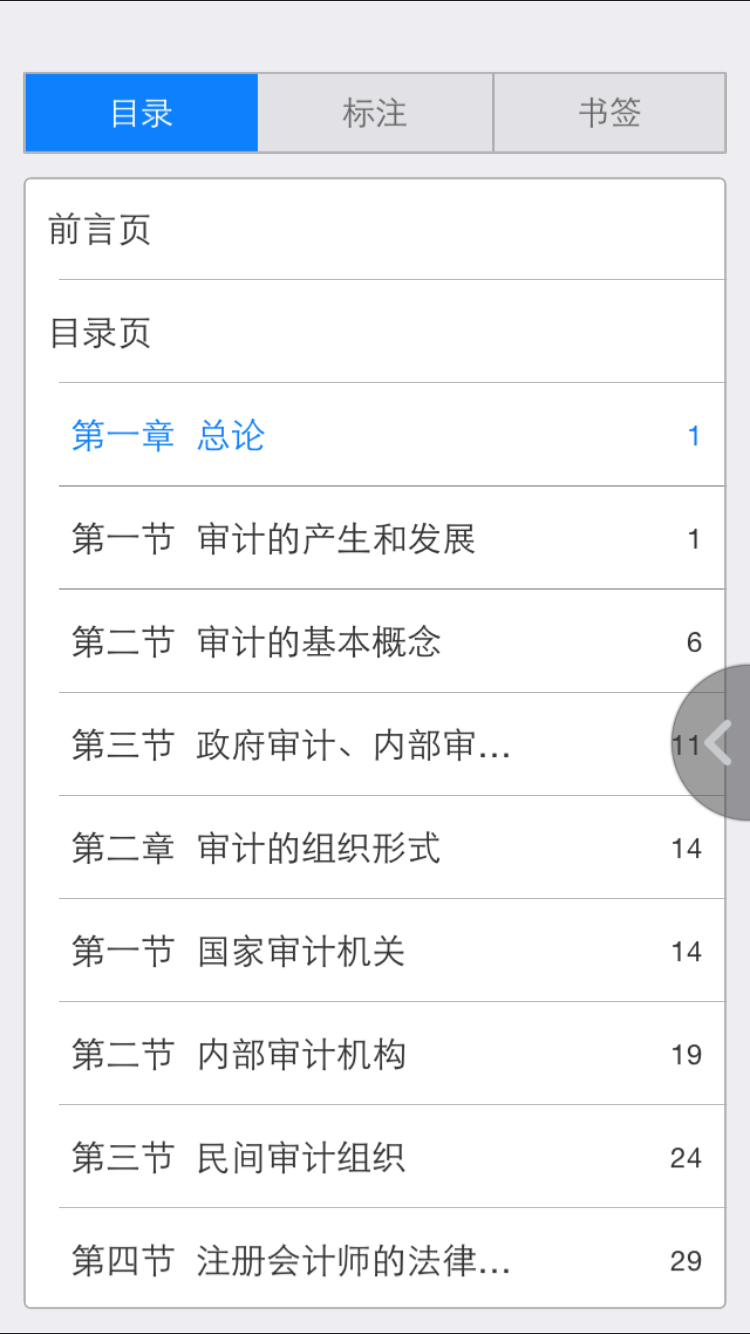 目录 标注 书签
前言页
目录页
第一章 总论 1
第一节 审计的产生和发展 1
第二节 审计的基本概念 6
第三节 政府审计、内部审... 11
第二章 审计的组织形式 14
第一节 国家审计机关 14
第二节 内部审计机构 19
第三节 民间审计组织 24
第四节 注册会计师的法律... 29